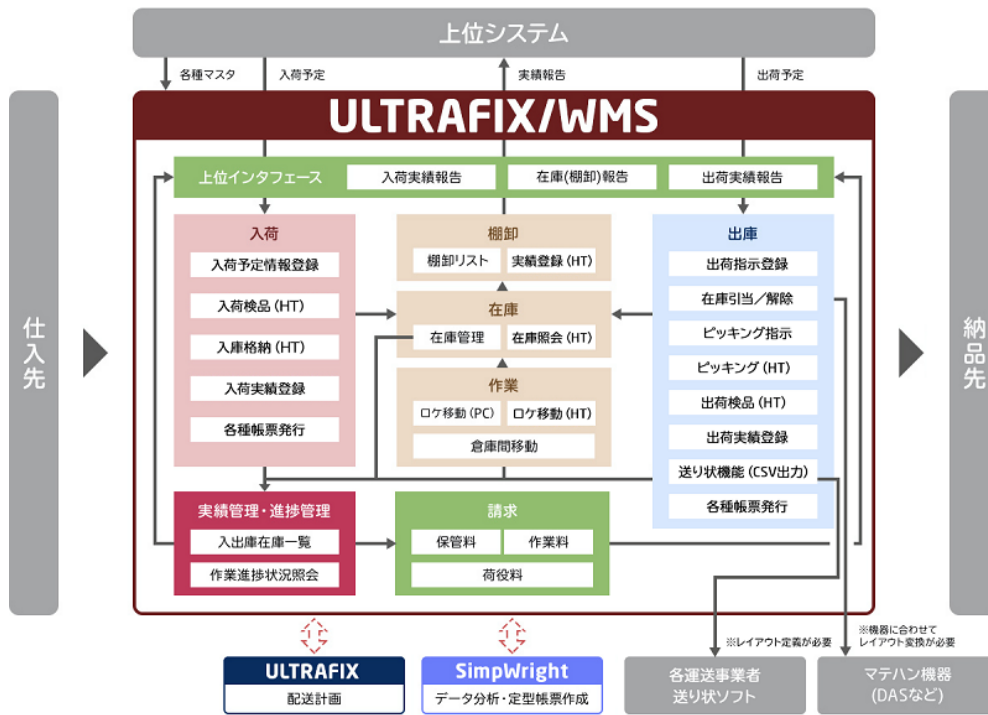 上位システム
各種マスタ
入荷予定
実績報告
出荷予定
仕入先
納品先
ULTRAFIX/WMS
上位インタフェース
入荷実績報告
在庫(棚卸)報告
出荷実績報告
入荷
入荷予定情報登録
入荷検品(HT)
入庫格納(HT)
入荷実績登録
各種帳票発行
棚卸
棚卸リスト
実績登録(HT)
在庫
在庫管理
在庫照会(HT)
作業
ロケ移動(PC)
ロケ移動(HT)
倉庫間移動
出庫
出荷指示登録
在庫引当/解除
ピッキング指示
ピッキング(HT)
出荷検品(HT)
出荷実績登録
送り状機能(CSV出力)
各種帳票発行
実績管理・進捗管理
入出庫在庫一覧
作業進捗状況照会
請求
保管料
作業料
荷役料
※レイアウト定義が必要
※機器に合わせて
レイアウト変換が必要
ULTRAFIX
配送計画
SimpWright
データ分析・定型帳票作成
各運送事業者
送り状ソフト
マテハン機器
(DASなど)